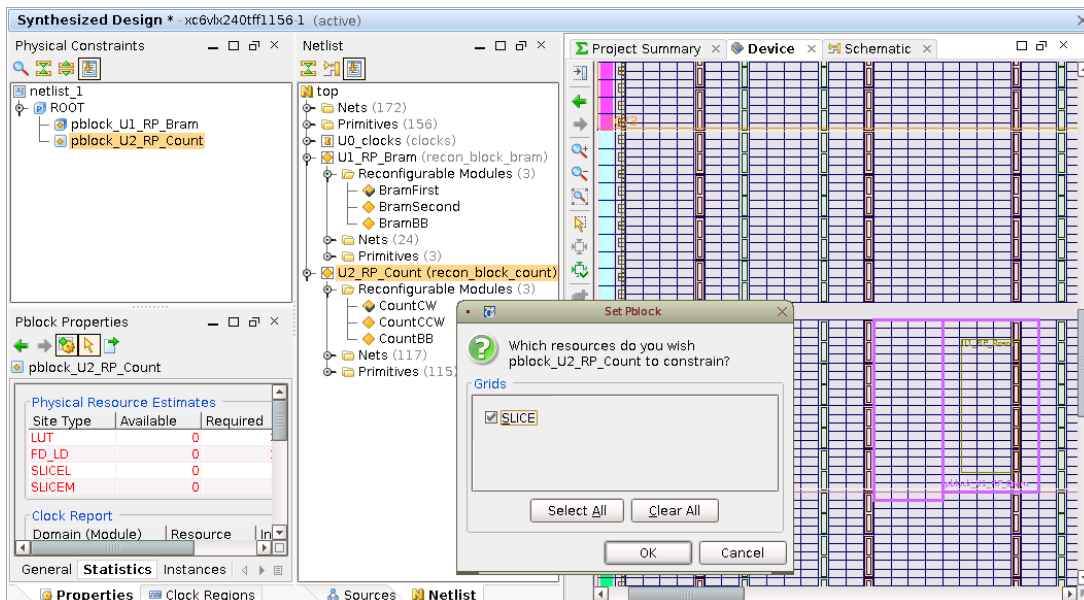 Synthesized Design * - xc6vlx240tff1156-1 (active)
Physical Constraints
netlist_1
ROOT
pblock_U1_RP_Bram
pblock_U2_RP_Count
Pblock Properties
pblock_U2_RP_Count
Physical Resource Estimates
Site Type Available Required
LUT 0
FD_LD 0
SLICEL 0
SLICEM 0
Clock Report
Domain (Module) Resource In
General Statistics Instances
Properties Clock Regions
Netlist
top
Nets (172)
Primitives (156)
U0_clocks (clocks)
U1_RP_Bram (recon_block_bram)
Reconfigurable Modules (3)
BramFirst
BramSecond
BramBB
Nets (24)
Primitives (3)
U2_RP_Count (recon_block_count)
Reconfigurable Modules (3)
CountCW
CountCCW
CountBB
Nets (117)
Primitives (115)
Sources Netlist
Project Summary Device Schematic
Set Pblock
Which resources do you wish
pblock_U2_RP_Count to constrain?
Grids
SLICE
Select All Clear All
OK Cancel
pblock_U1_RP_Bram